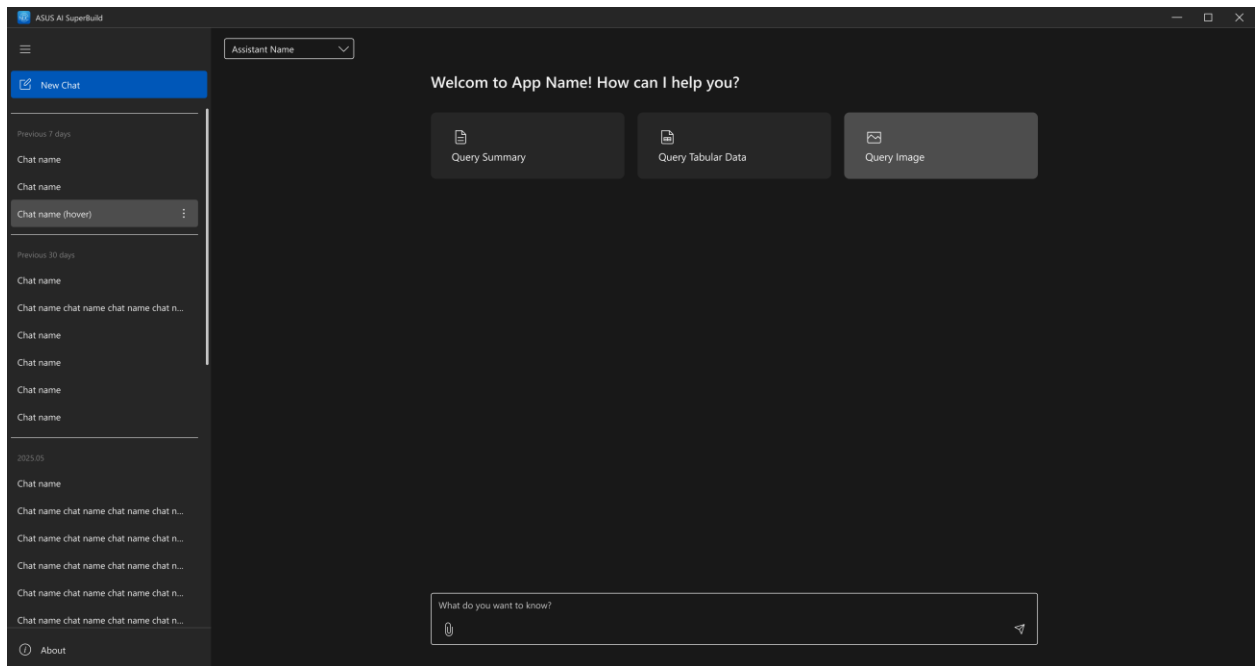 ASUS AI SuperBuild
New Chat
Previous 7 days
Chat name
Chat name
Chat name (hover)
Previous 30 days
Chat name
Chat name chat name chat name chat n...
Chat name
Chat name
Chat name
Chat name
2025.05
Chat name
Chat name chat name chat name chat n...
Chat name chat name chat name chat n...
Chat name chat name chat name chat n...
Chat name chat name chat name chat n...
Chat name chat name chat name chat n...
About
Assistant Name
Welcom to App Name! How can I help you?
Query Summary
Query Tabular Data
Query Image
What do you want to know?